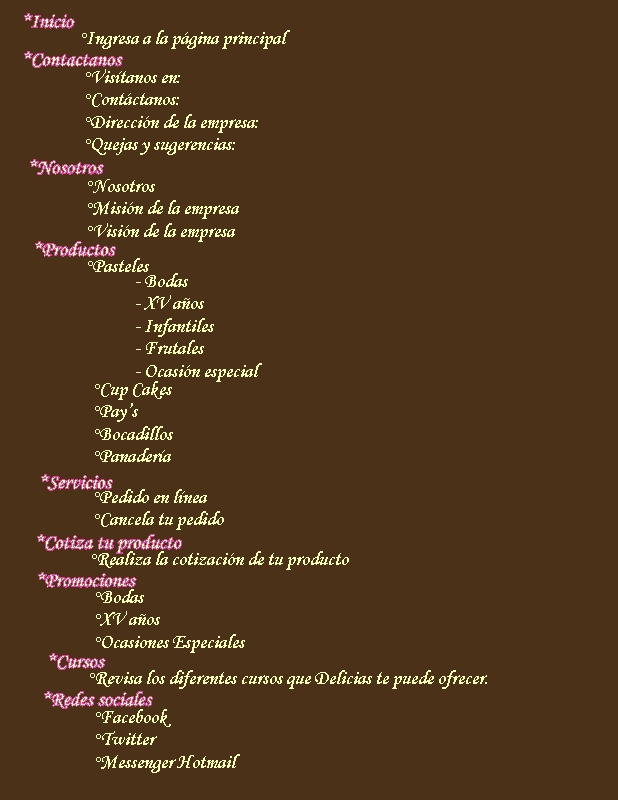 *Inicio
°Ingresa a la página principal
*Contactanos
°Visítanos en:
°Contáctanos:
°Dirección de la empresa:
°Quejas y sugerencias:
*Nosotros
°Nosotros
°Misión de la empresa
°Visión de la empresa
*Productos
°Pasteles
- Bodas
- XV años
- Infantiles
- Frutales
- Ocasión especial
°Cup Cakes
°Pay's
°Bocadillos
°Panadería
*Servicios
°Pedido en línea
°Cancela tu pedido
*Cotiza tu producto
°Realiza la cotización de tu producto
*Promociones
°Bodas
°XV años
°Ocasiones Especiales
*Cursos
°Revisa los diferentes cursos que Delicias te puede ofrecer.
*Redes sociales
°Facebook
°Twitter
°Messenger Hotmail